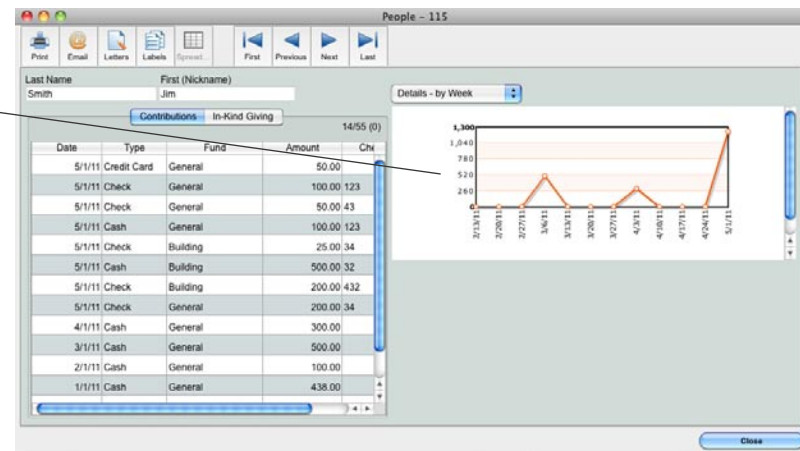 People - 115
Print Email Letters Labels Spread... First Previous Next Last
Last Name First (Nickname)
Smith Jim
Details - by Week
Contributions In-Kind Giving
14/55 (0)
Date Type Fund Amount Che
5/1/11 Credit Card General 50.00
5/1/11 Check General 100.00 123
5/1/11 Check General 50.00 43
5/1/11 Cash General 100.00 123
5/1/11 Check Building 25.00 34
5/1/11 Cash Building 500.00 32
5/1/11 Check Building 200.00 432
5/1/11 Check General 200.00 34
4/1/11 Cash General 300.00
3/1/11 Cash General 500.00
2/1/11 Cash General 100.00
1/1/11 Cash General 438.00
1,300
1,040
780
520
260
0
2/13/11 2/20/11 2/27/11 3/6/11 3/13/11 3/20/11 3/27/11 4/3/11 4/10/11 4/17/11 4/24/11 5/1/11
Close